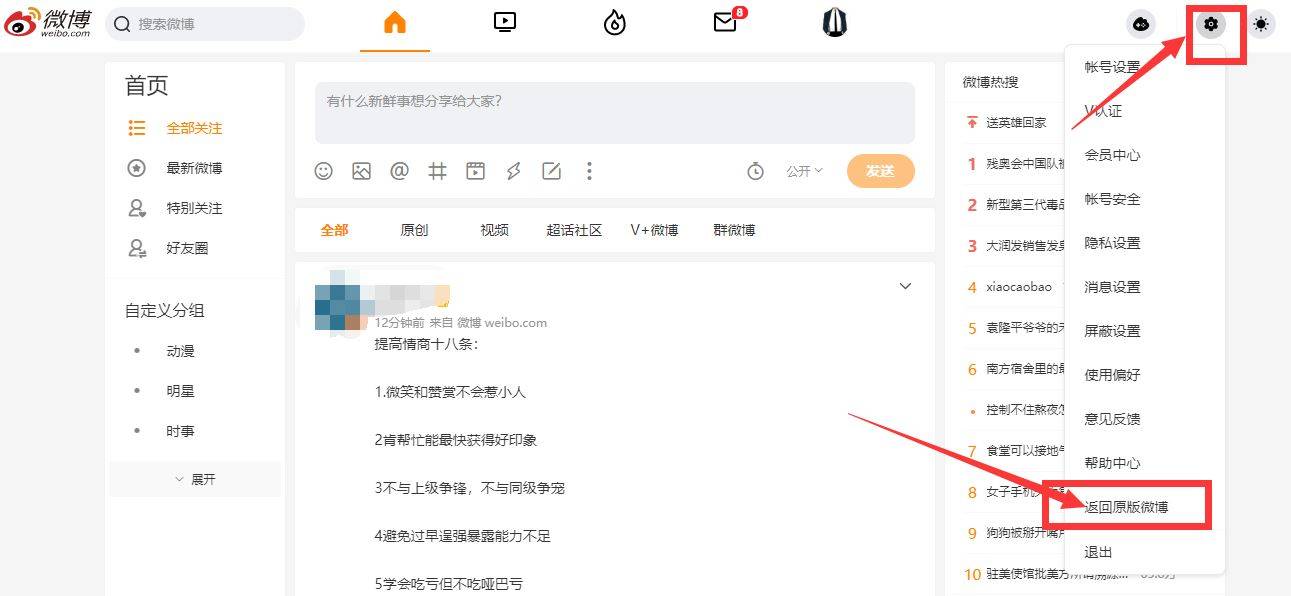 微博
weibo.com
搜索微博
8
首页
全部关注
最新微博
特别关注
好友圈
自定义分组
动漫
明星
时事
展开
有什么新鲜事想分享给大家?
公开
发送
全部 原创 视频 超话社区 V+微博 群微博
12分钟前 来自 微博 weibo.com
提高情商十八条：
1.微笑和赞赏不会惹小人
2肯帮忙能最快获得好印象
3不与上级争锋，不与同级争宠
4避免过早逞强暴露能力不足
5学会吃亏但不吃哑巴亏
微博热搜
送英雄回家
1 残奥会中国队
2 新型第三代毒品
3 大润发销售发臭
4 xiaocaobao
5 袁隆平爷爷的
6 南方宿舍里的
控制不住熬夜
7 食堂可以接地
8 女子手机
9 狗狗被掰开嘴
10 驻美使馆批美方所谓溯源...
帐号设置
V认证
会员中心
帐号安全
隐私设置
消息设置
屏蔽设置
使用偏好
意见反馈
帮助中心
返回原版微博
退出